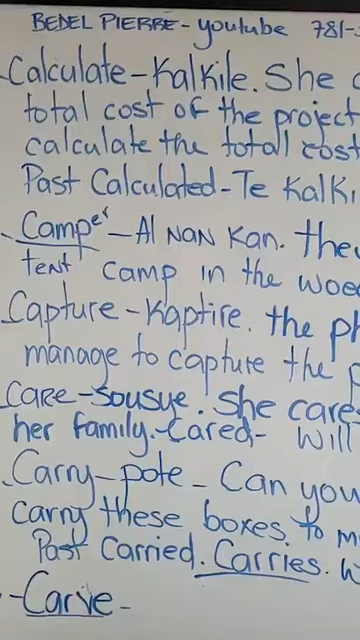 BEDEL PIERRE - youtube 781-
Calculate - Kalkile. She
total cost of the project
calculate the totall cost
Past Calculated - Te Kalki
Camper - Al NAN KAN. the
tent camp in the woo
Capture - Kaptire. the ph
manage to capture the
Care - Sousye. She care
her family. - Cared - Will
Carry - pote - Can you
carry these boxes. to m
Past Carried. Carries. W
- Carve -